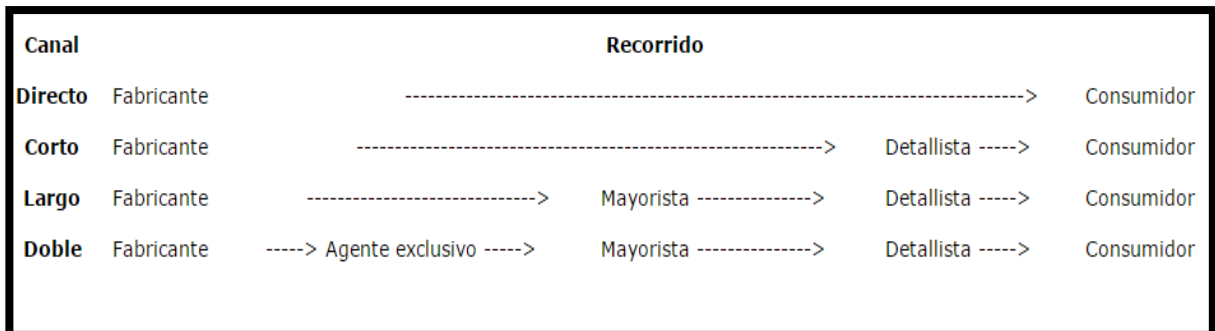 Canal Recorrido
Directo Fabricante --------------------------------------------------------------------------------> Consumidor
Corto Fabricante ------------------------------------------------------------> Detallista -----> Consumidor
Largo Fabricante -----------------------------> Mayorista ---------------> Detallista -----> Consumidor
Doble Fabricante -----> Agente exclusivo -----> Mayorista ---------------> Detallista -----> Consumidor